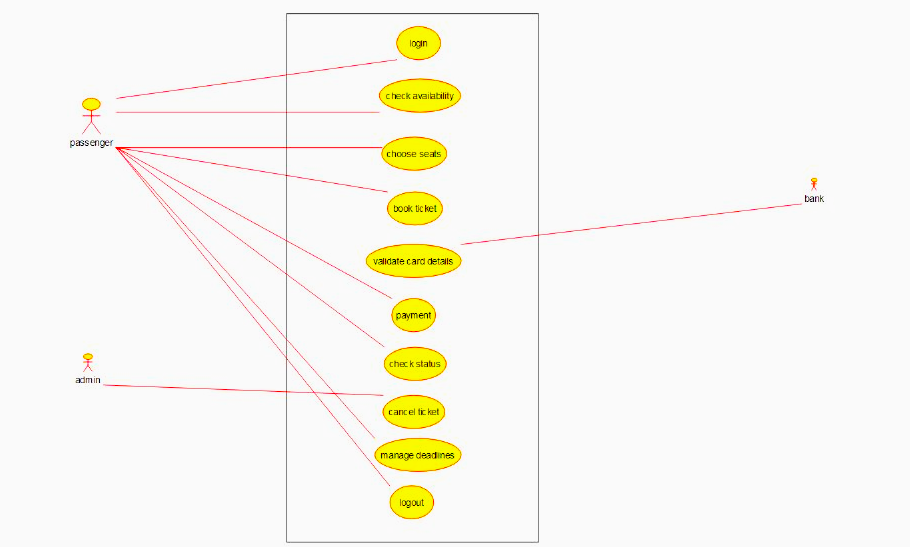 login
check availability
passenger
choose seats
book ticket
bank
validate card details
payment
check status
admin
cancel ticket
manage deadlines
logout